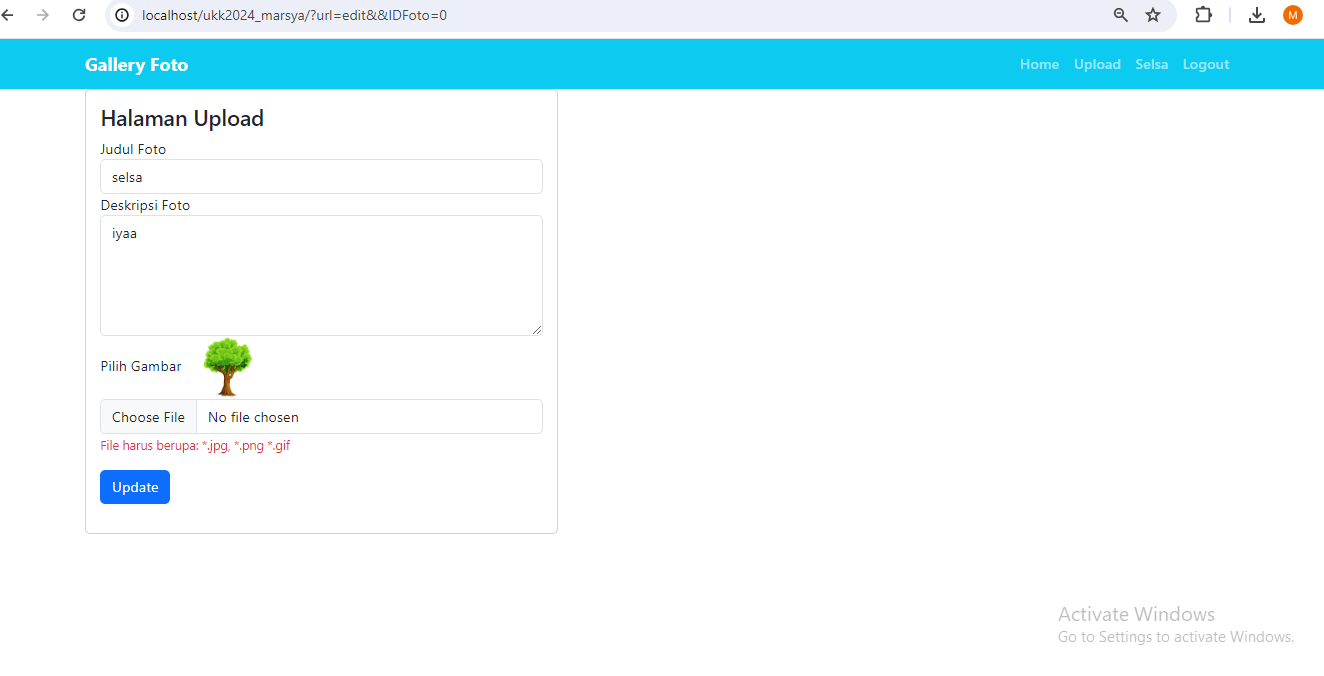 localhost/ukk2024_marsya/?url=edit&&IDFoto=0
M
Gallery Foto
Home Upload Selsa Logout
Halaman Upload
Judul Foto
selsa
Deskripsi Foto
iyaa
Pilih Gambar
Choose File No file chosen
File harus berupa: *.jpg, *.png *.gif
Update
Activate Windows
Go to Settings to activate Windows.